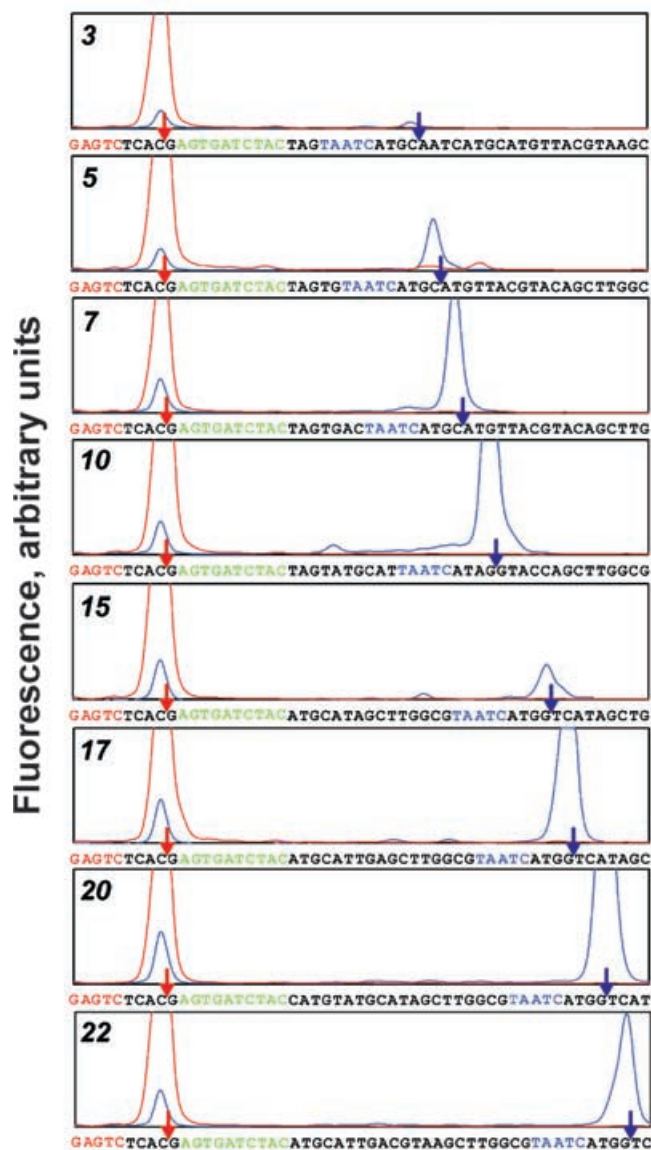 Fluorescence, arbitrary units
3
GAGTCTCACGAGTGATCTACTAGTAATCATGCAATCATGCATGTTACGTAAGC
5
GAGTCTCACGAGTGATCTACTAGTGTAATCATGCATGTTACGTACAGCTTGGC
7
GAGTCTCACGAGTGATCTACTAGTGACTAATCATGCATGTTACGTACAGCTTG
10
GAGTCTCACGAGTGATCTACTAGTATGCATTAATCATAGGTACCAGCTTGGCG
15
GAGTCTCACGAGTGATCTACATGCATAGCTTGGCGTAATCATGGTCATAGCTG
17
GAGTCTCACGAGTGATCTACATGCATTGAGCTTGGCGTAATCATGGTCATAGC
20
GAGTCTCACGAGTGATCTACCATGTATGCATAGCTTGGCGTAATCATGGTCAT
22
GAGTCTCACGAGTGATCTACATGCATTGACGTAAGCTTGGCGTAATCATGGTC